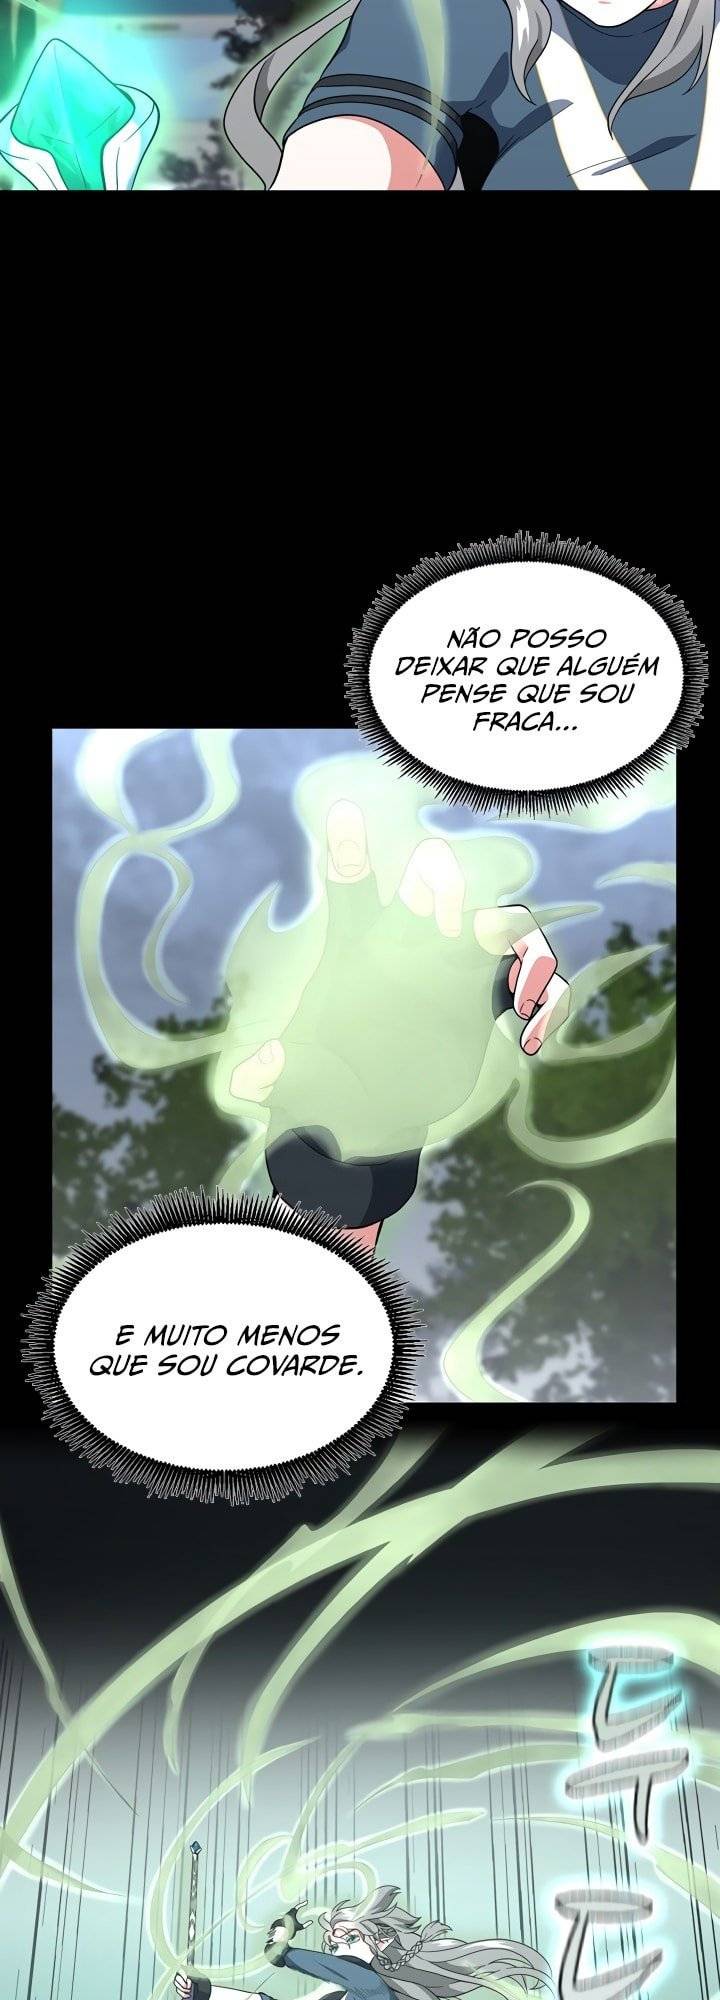 NÃO POSSO
DEIXAR QUE ALGUÉM
PENSE QUE SOU
FRACA...
E MUITO MENOS
QUE SOU COVARDE.